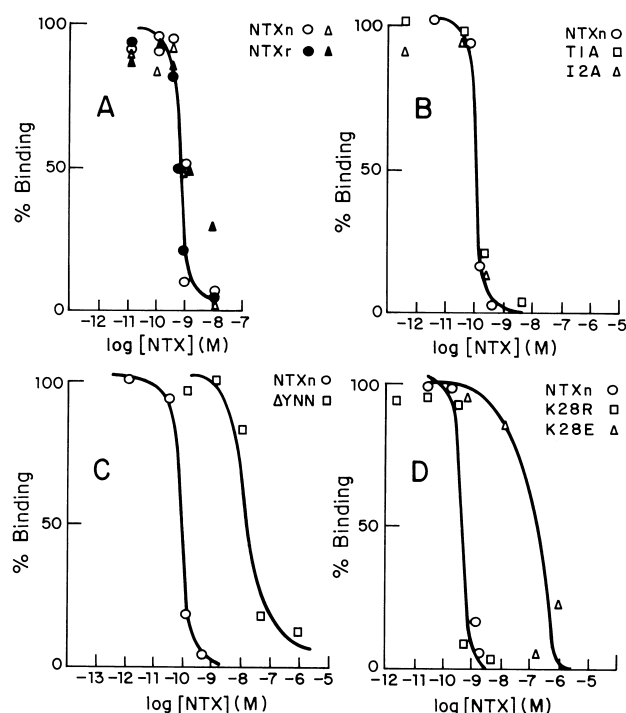 A
NTXn ○ △
NTXr ● ▲
% Binding
100
50
0
-12 -11 -10 -9 -8 -7
log [NTX] (M)
B
NTXn ○
T1A □
I2A △
% Binding
100
50
0
-12 -11 -10 -9 -8 -7 -6 -5
log [NTX] (M)
C
NTXn ○
ΔYNN □
% Binding
100
50
0
-13 -12 -11 -10 -9 -8 -7 -6 -5
log [NTX] (M)
D
NTXn ○
K28R □
K28E △
% Binding
100
50
0
-12 -11 -10 -9 -8 -7 -6 -5 -4
log [NTX] (M)